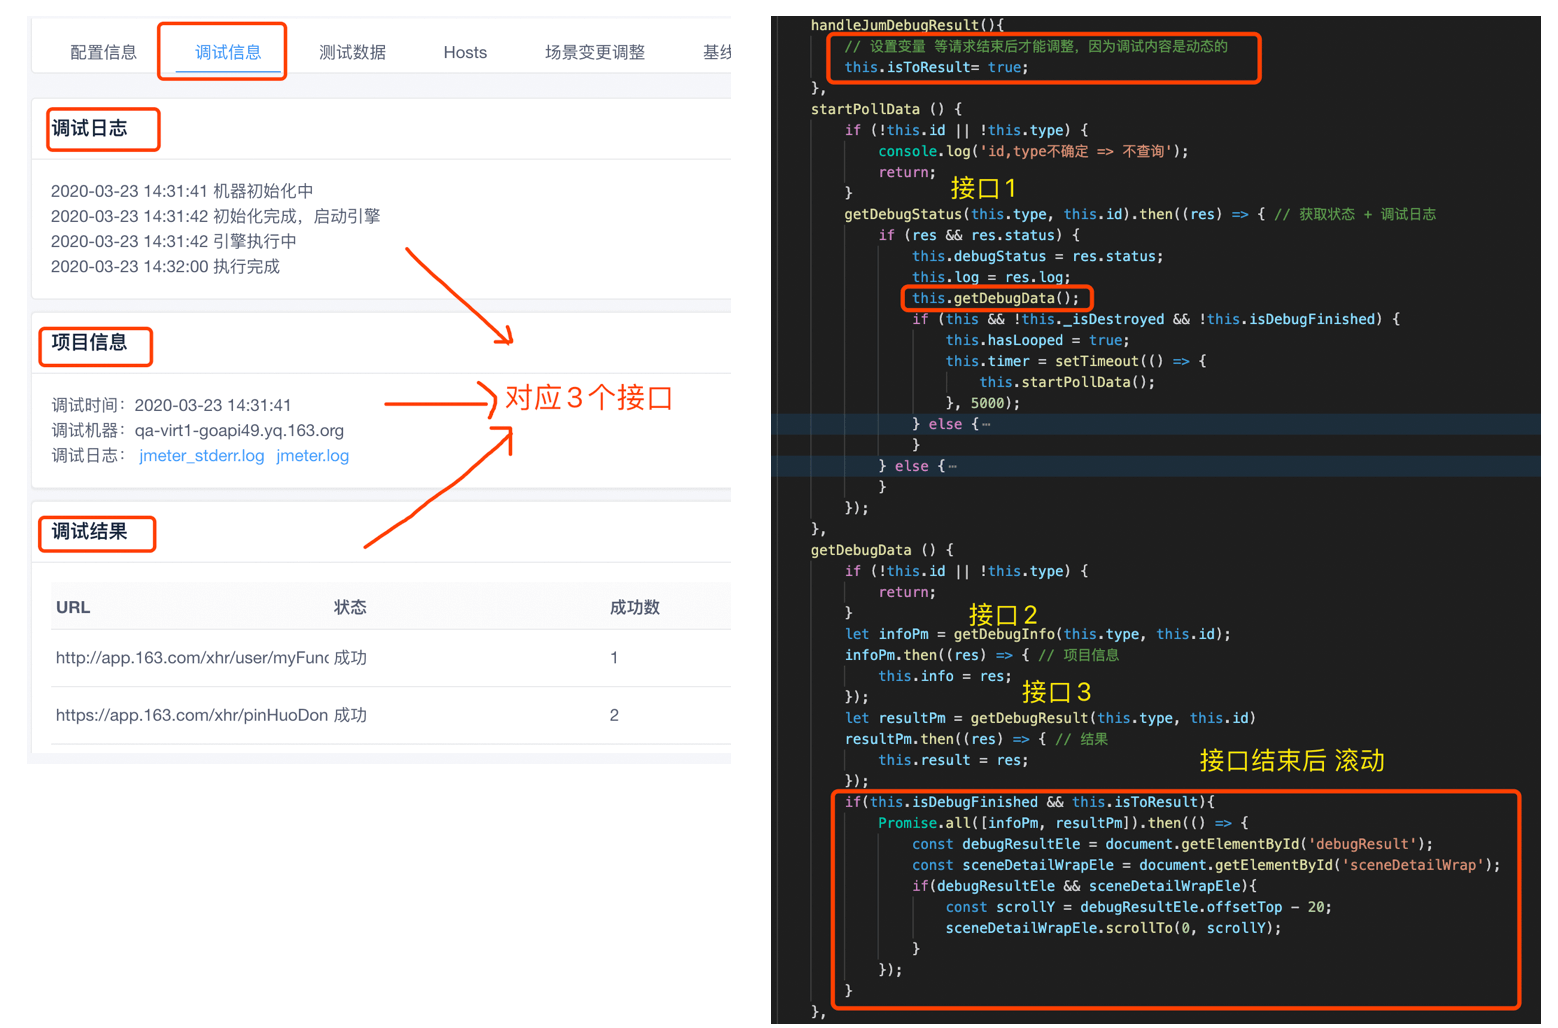 配置信息
调试信息
测试数据
Hosts
场景变更调整
基线
调试日志
2020-03-23 14:31:41 机器初始化中
2020-03-23 14:31:42 初始化完成，启动引擎
2020-03-23 14:31:42 引擎执行中
2020-03-23 14:32:00 执行完成
项目信息
调试时间：2020-03-23 14:31:41
调试机器：qa-virt1-goapi49.yq.163.org
调试日志： jmeter_stderr.log jmeter.log
对应3个接口
调试结果
URL 状态 成功数
http://app.163.com/xhr/user/myFunc 成功 1
https://app.163.com/xhr/pinHuoDon 成功 2
handleJumDebugResult(){
// 设置变量 等请求结束后才能调整，因为调试内容是动态的
this.isToResult= true;
},
startPollData () {
if (!this.id || !this.type) {
console.log('id,type不确定 => 不查询');
return;
}
接口1
getDebugStatus(this.type, this.id).then((res) => { // 获取状态 + 调试日志
if (res && res.status) {
this.debugStatus = res.status;
this.log = res.log;
this.getDebugData();
if (this && !this._isDestroyed && !this.isDebugFinished) {
this.hasLooped = true;
this.timer = setTimeout(() => {
this.startPollData();
}, 5000);
} else {⋯
}
} else {⋯
}
});
},
getDebugData () {
if (!this.id || !this.type) {
return;
}
接口2
let infoPm = getDebugInfo(this.type, this.id);
infoPm.then((res) => { // 项目信息
this.info = res;
});
接口3
let resultPm = getDebugResult(this.type, this.id)
resultPm.then((res) => { // 结果
this.result = res;
});
接口结束后 滚动
if(this.isDebugFinished && this.isToResult){
Promise.all([infoPm, resultPm]).then(() => {
const debugResultEle = document.getElementById('debugResult');
const sceneDetailWrapEle = document.getElementById('sceneDetailWrap');
if(debugResultEle && sceneDetailWrapEle){
const scrollY = debugResultEle.offsetTop - 20;
sceneDetailWrapEle.scrollTo(0, scrollY);
}
});
}
},